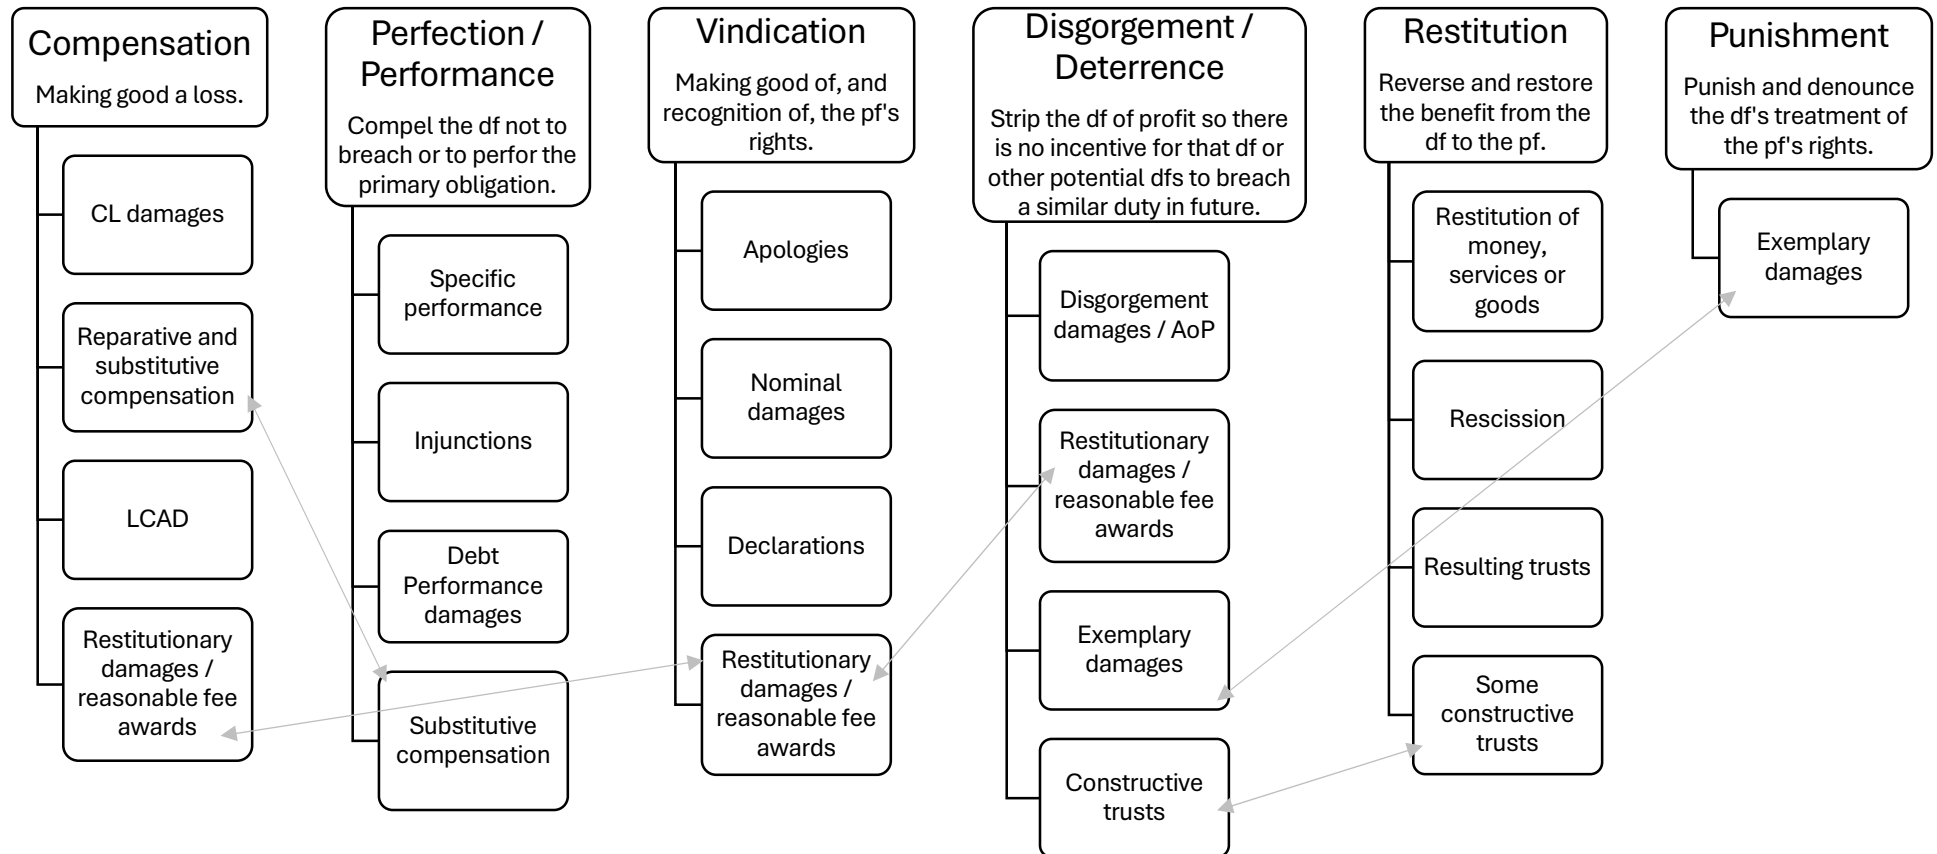 Compensation
Making good a loss.
CL damages
Reparative and
substitutive
compensation
LCAD
Restitutionary
damages /
reasonable fee
awards
Perfection /
Performance
Compel the df not to
breach or to perfor the
primary obligation.
Specific
performance
Injunctions
Debt
Performance
damages
Substitutive
compensation
Vindication
Making good of, and
recognition of, the pf's
rights.
Apologies
Nominal
damages
Declarations
Restitutionary
damages /
reasonable fee
awards
Disgorgement /
Deterrence
Strip the df of profit so there
is no incentive for that df or
other potential dfs to breach
a similar duty in future.
Disgorgement
damages / AoP
Restitutionary
damages /
reasonable fee
awards
Exemplary
damages
Constructive
trusts
Restitution
Reverse and restore
the benefit from the
df to the pf.
Restitution of
money,
services or
goods
Rescission
Resulting trusts
Some
constructive
trusts
Punishment
Punish and denounce
the df's treatment of
the pf's rights.
Exemplary
damages